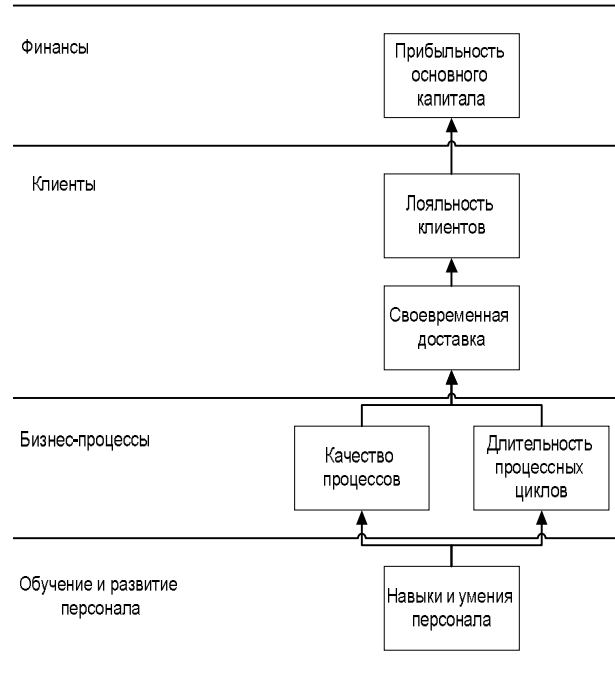 Финансы
Прибыльность
основного
капитала
Клиенты
Лояльность
клиентов
Своевременная
доставка
Бизнес-процессы
Качество
процессов
Длительность
процессных
циклов
Обучение и развитие
персонала
Навыки и умения
персонала